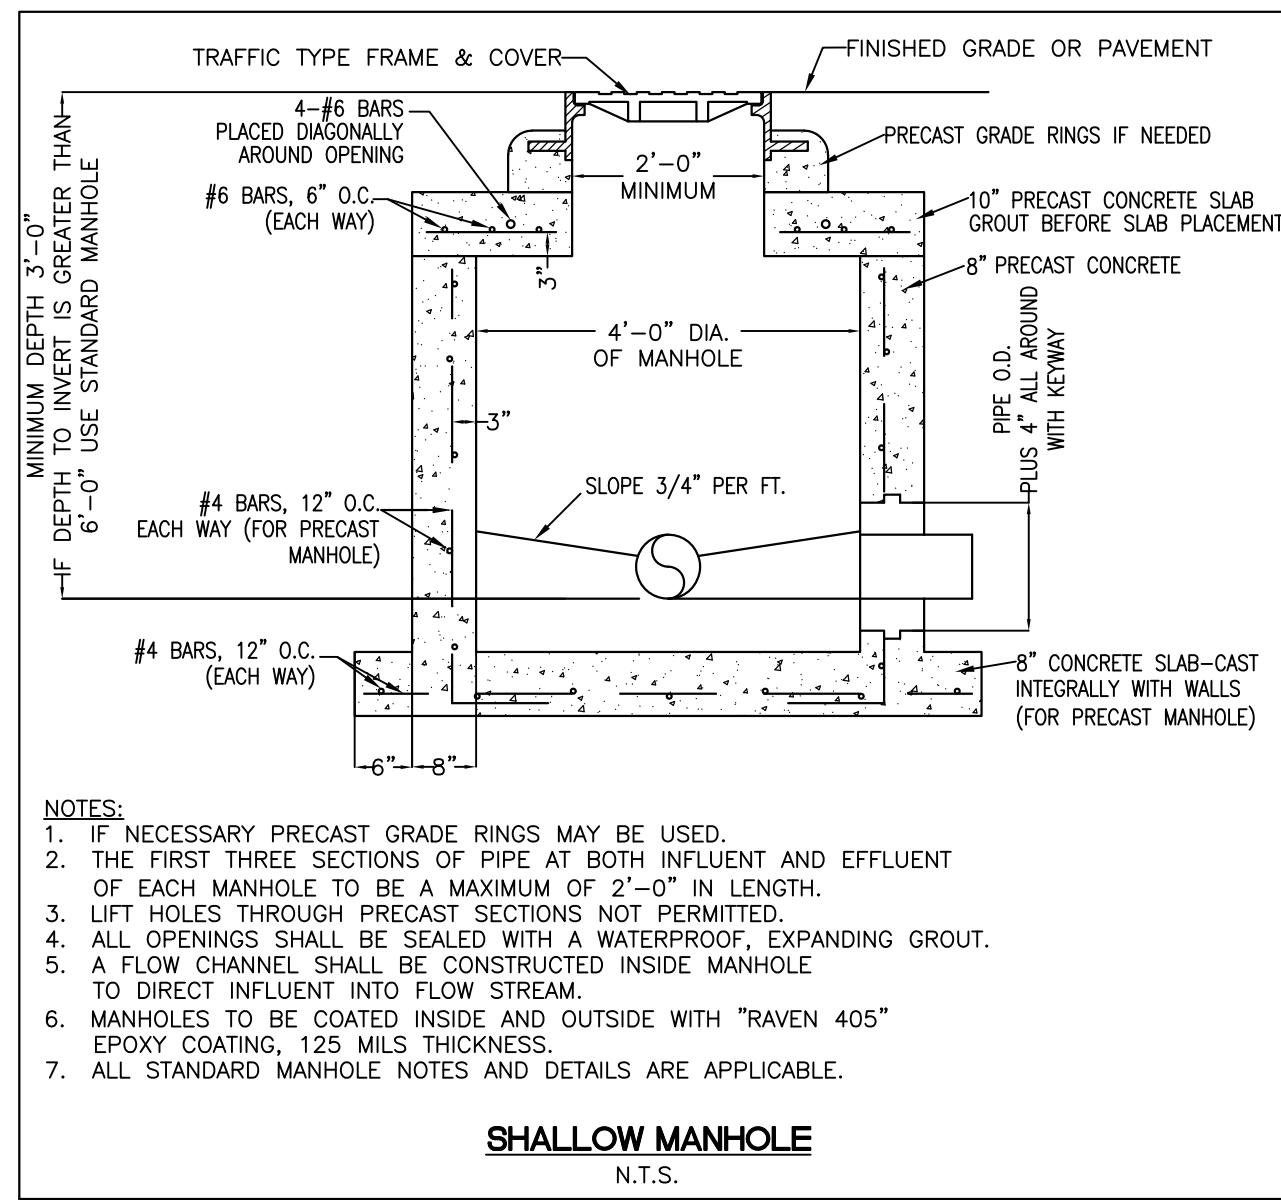 TRAFFIC TYPE FRAME & COVER
FINISHED GRADE OR PAVEMENT
4-#6 BARS
PLACED DIAGONALLY
AROUND OPENING
PRECAST GRADE RINGS IF NEEDED
2'-0"
MINIMUM
#6 BARS, 6" O.C.
(EACH WAY)
10" PRECAST CONCRETE SLAB
GROUT BEFORE SLAB PLACEMENT
3"
8" PRECAST CONCRETE
MINIMUM DEPTH 3'-0"
IF DEPTH TO INVERT IS GREATER THAN
6'-0" USE STANDARD MANHOLE
4'-0" DIA.
OF MANHOLE
PIPE O.D.
PLUS 4" ALL AROUND
WITH KEYWAY
3"
SLOPE 3/4" PER FT.
#4 BARS, 12" O.C.
EACH WAY (FOR PRECAST
MANHOLE)
#4 BARS, 12" O.C.
(EACH WAY)
8" CONCRETE SLAB-CAST
INTEGRALLY WITH WALLS
(FOR PRECAST MANHOLE)
6"
8"
NOTES:
1. IF NECESSARY PRECAST GRADE RINGS MAY BE USED.
2. THE FIRST THREE SECTIONS OF PIPE AT BOTH INFLUENT AND EFFLUENT
OF EACH MANHOLE TO BE A MAXIMUM OF 2'-0" IN LENGTH.
3. LIFT HOLES THROUGH PRECAST SECTIONS NOT PERMITTED.
4. ALL OPENINGS SHALL BE SEALED WITH A WATERPROOF, EXPANDING GROUT.
5. A FLOW CHANNEL SHALL BE CONSTRUCTED INSIDE MANHOLE
TO DIRECT INFLUENT INTO FLOW STREAM.
6. MANHOLES TO BE COATED INSIDE AND OUTSIDE WITH "RAVEN 405"
EPOXY COATING, 125 MILS THICKNESS.
7. ALL STANDARD MANHOLE NOTES AND DETAILS ARE APPLICABLE.
SHALLOW MANHOLE
N.T.S.